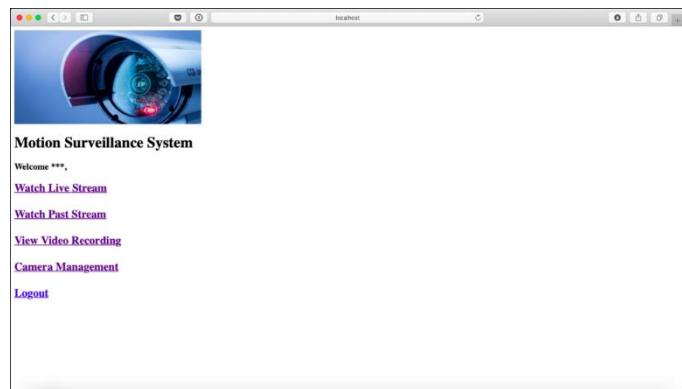 localhost
Motion Surveillance System
Welcome ***,
Watch Live Stream
Watch Past Stream
View Video Recording
Camera Management
Logout